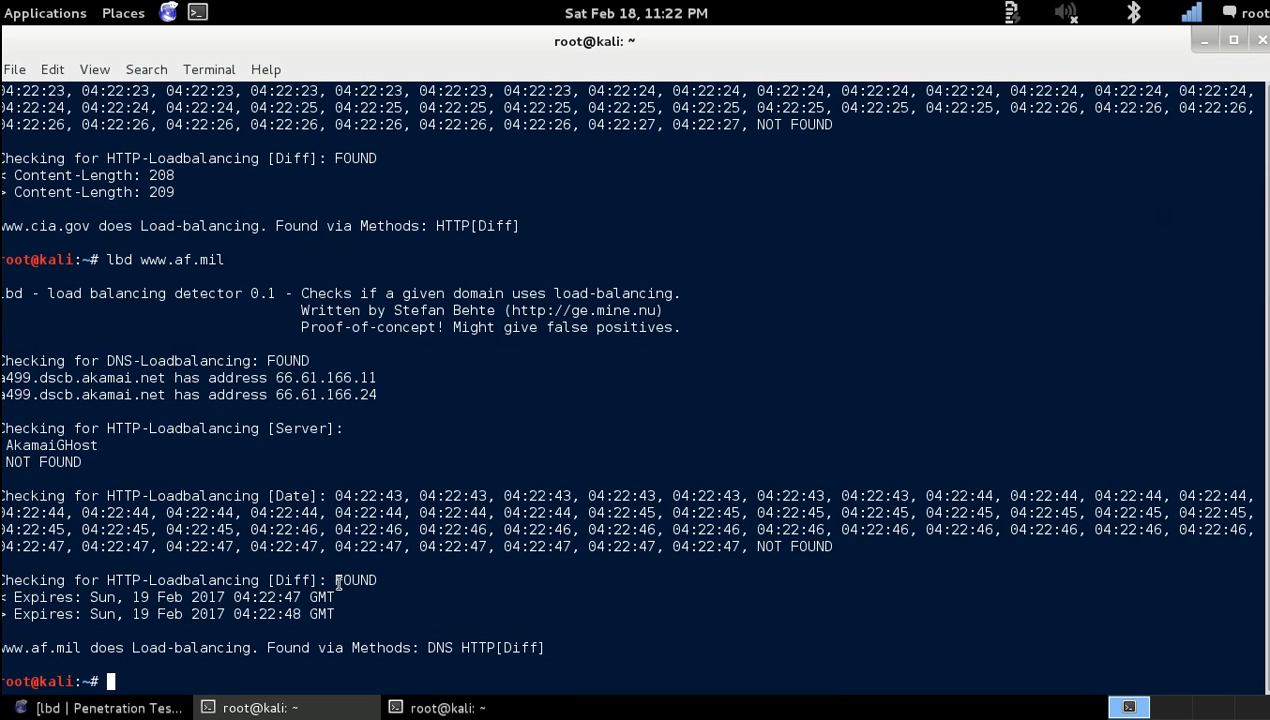 Applications Places Sat Feb 18, 11:22 PM root
root@kali: ~
File Edit View Search Terminal Help
04:22:23, 04:22:23, 04:22:23, 04:22:23, 04:22:23, 04:22:23, 04:22:23, 04:22:24, 04:22:24, 04:22:24, 04:22:24, 04:22:24, 04:22:24, 04:22:24, 04:22:24,
04:22:24, 04:22:24, 04:22:24, 04:22:25, 04:22:25, 04:22:25, 04:22:25, 04:22:25, 04:22:25, 04:22:25, 04:22:25, 04:22:26, 04:22:26, 04:22:26, 04:22:26,
04:22:26, 04:22:26, 04:22:26, 04:22:26, 04:22:26, 04:22:26, 04:22:26, 04:22:27, 04:22:27, NOT FOUND
Checking for HTTP-Loadbalancing [Diff]: FOUND
< Content-Length: 208
> Content-Length: 209
www.cia.gov does Load-balancing. Found via Methods: HTTP[Diff]
root@kali:~# lbd www.af.mil
lbd - load balancing detector 0.1 - Checks if a given domain uses load-balancing.
Written by Stefan Behte (http://ge.mine.nu)
Proof-of-concept! Might give false positives.
Checking for DNS-Loadbalancing: FOUND
a499.dscb.akamai.net has address 66.61.166.11
a499.dscb.akamai.net has address 66.61.166.24
Checking for HTTP-Loadbalancing [Server]:
AkamaiGHost
NOT FOUND
Checking for HTTP-Loadbalancing [Date]: 04:22:43, 04:22:43, 04:22:43, 04:22:43, 04:22:43, 04:22:43, 04:22:43, 04:22:44, 04:22:44, 04:22:44, 04:22:44,
04:22:44, 04:22:44, 04:22:44, 04:22:44, 04:22:44, 04:22:44, 04:22:45, 04:22:45, 04:22:45, 04:22:45, 04:22:45, 04:22:45, 04:22:45, 04:22:45,
04:22:45, 04:22:45, 04:22:45, 04:22:46, 04:22:46, 04:22:46, 04:22:46, 04:22:46, 04:22:46, 04:22:46, 04:22:46, 04:22:46, 04:22:46, 04:22:46,
04:22:47, 04:22:47, 04:22:47, 04:22:47, 04:22:47, 04:22:47, 04:22:47, 04:22:47, 04:22:47, NOT FOUND
Checking for HTTP-Loadbalancing [Diff]: FOUND
< Expires: Sun, 19 Feb 2017 04:22:47 GMT
> Expires: Sun, 19 Feb 2017 04:22:48 GMT
www.af.mil does Load-balancing. Found via Methods: DNS HTTP[Diff]
root@kali:~#
[lbd | Penetration Tes... root@kali: ~ root@kali: ~